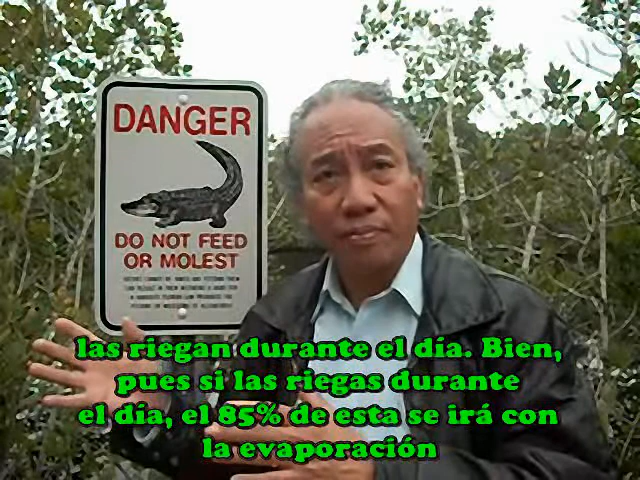 DANGER
DO NOT FEED
OR MOLEST
las riegan durante el día. Bien,
pues si las riegas durante
el día, el 85% de esta se irá con
la evaporación